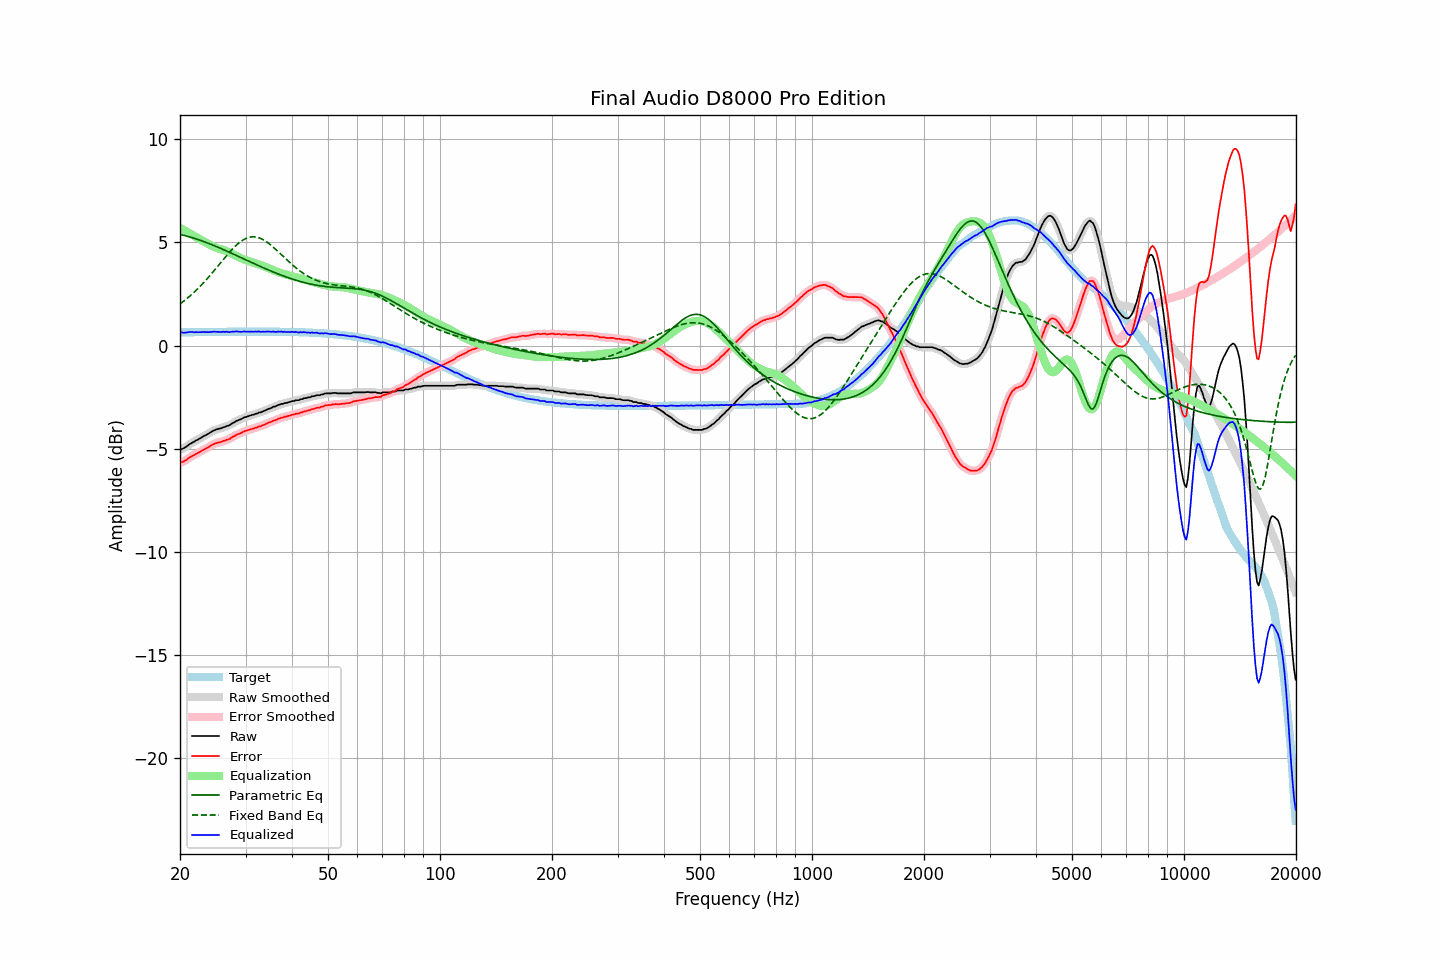 Final Audio D8000 Pro Edition
10
5
0
−5
−10
−15
−20
Amplitude (dBr)
Target
Raw Smoothed
Error Smoothed
Raw
Error
Equalization
Parametric Eq
Fixed Band Eq
Equalized
20 50 100 200 500 1000 2000 5000 10000 20000
Frequency (Hz)